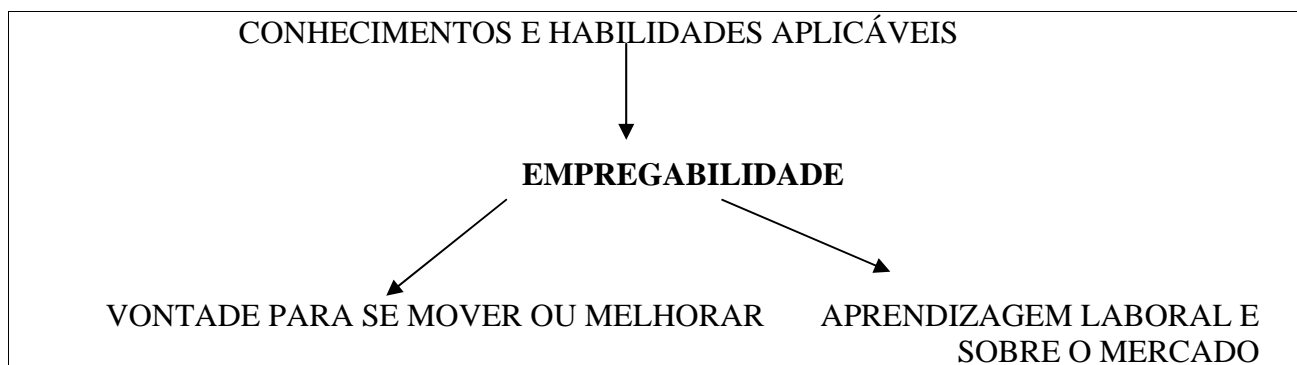 CONHECIMENTOS E HABILIDADES APLICÁVEIS
EMPREGABILIDADE
VONTADE PARA SE MOVER OU MELHORAR
APRENDIZAGEM LABORAL E
SOBRE O MERCADO